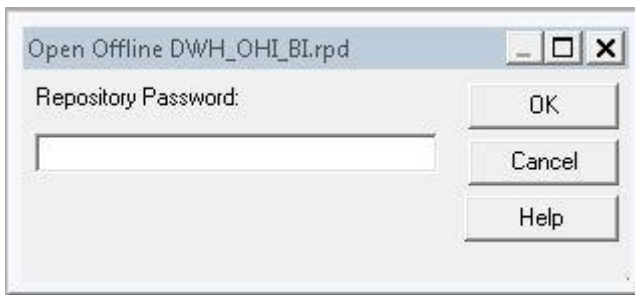 Open Offline DWH_OHI_BI.rpd
Repository Password:
OK
Cancel
Help